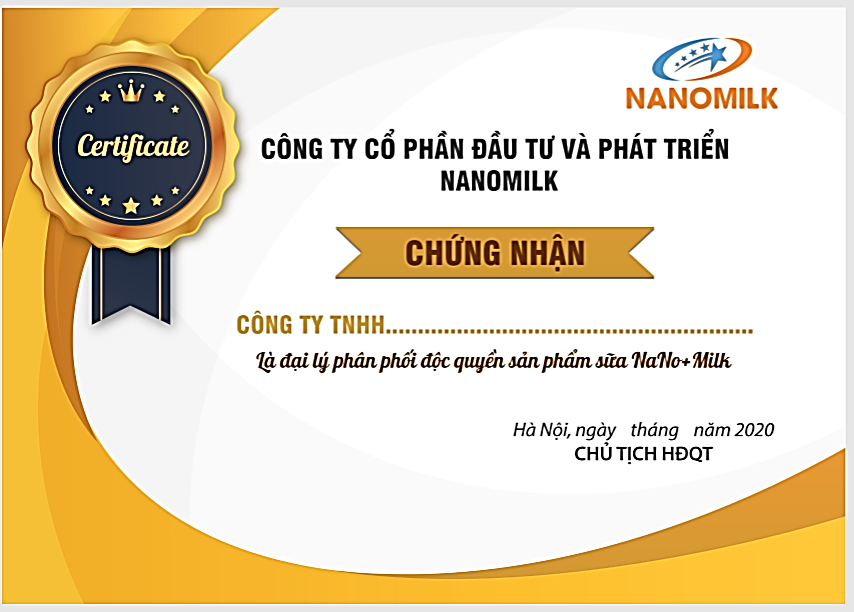 NANOMILK
Certificate
CÔNG TY CỔ PHẦN ĐẦU TƯ VÀ PHÁT TRIỂN
NANOMILK
CHỨNG NHẬN
CÔNG TY TNHH.........................................................
Là đại lý phân phối độc quyền sản phẩm sữa NaNo+Milk
Hà Nội, ngày tháng năm 2020
CHỦ TỊCH HĐQT